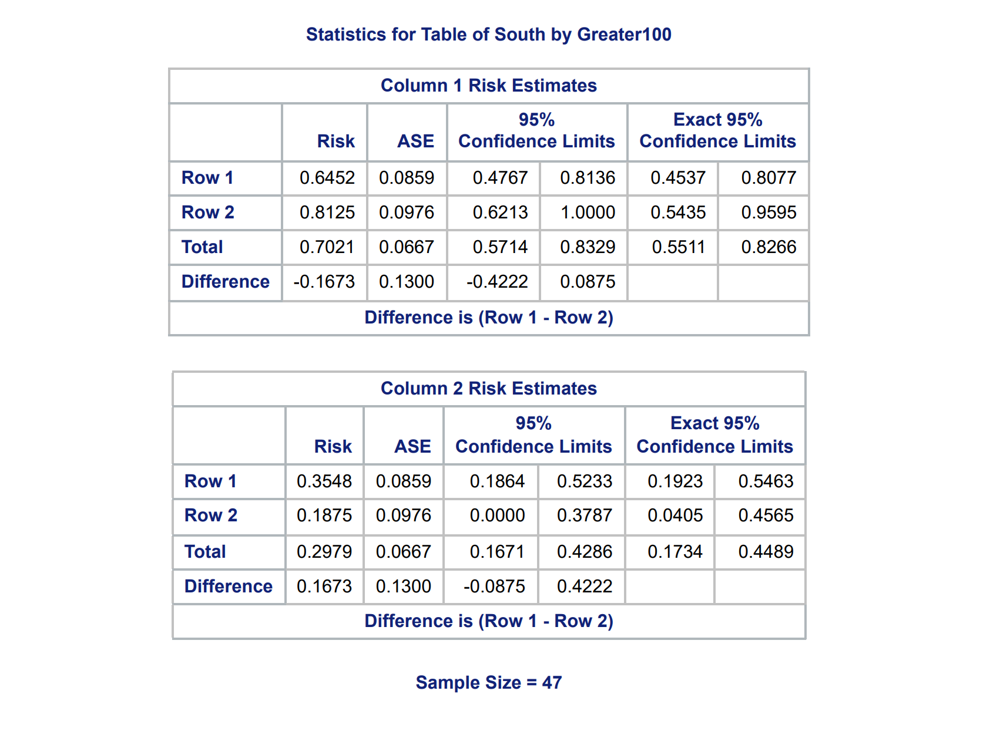 Statistics for Table of South by Greater100
Column 1 Risk Estimates
Risk ASE 95% Confidence Limits Exact 95% Confidence Limits
Row 1 0.6452 0.0859 0.4767 0.8136 0.4537 0.8077
Row 2 0.8125 0.0976 0.6213 1.0000 0.5435 0.9595
Total 0.7021 0.0667 0.5714 0.8329 0.5511 0.8266
Difference -0.1673 0.1300 -0.4222 0.0875
Difference is (Row 1 - Row 2)
Column 2 Risk Estimates
Risk ASE 95% Confidence Limits Exact 95% Confidence Limits
Row 1 0.3548 0.0859 0.1864 0.5233 0.1923 0.5463
Row 2 0.1875 0.0976 0.0000 0.3787 0.0405 0.4565
Total 0.2979 0.0667 0.1671 0.4286 0.1734 0.4489
Difference 0.1673 0.1300 -0.0875 0.4222
Difference is (Row 1 - Row 2)
Sample Size = 47